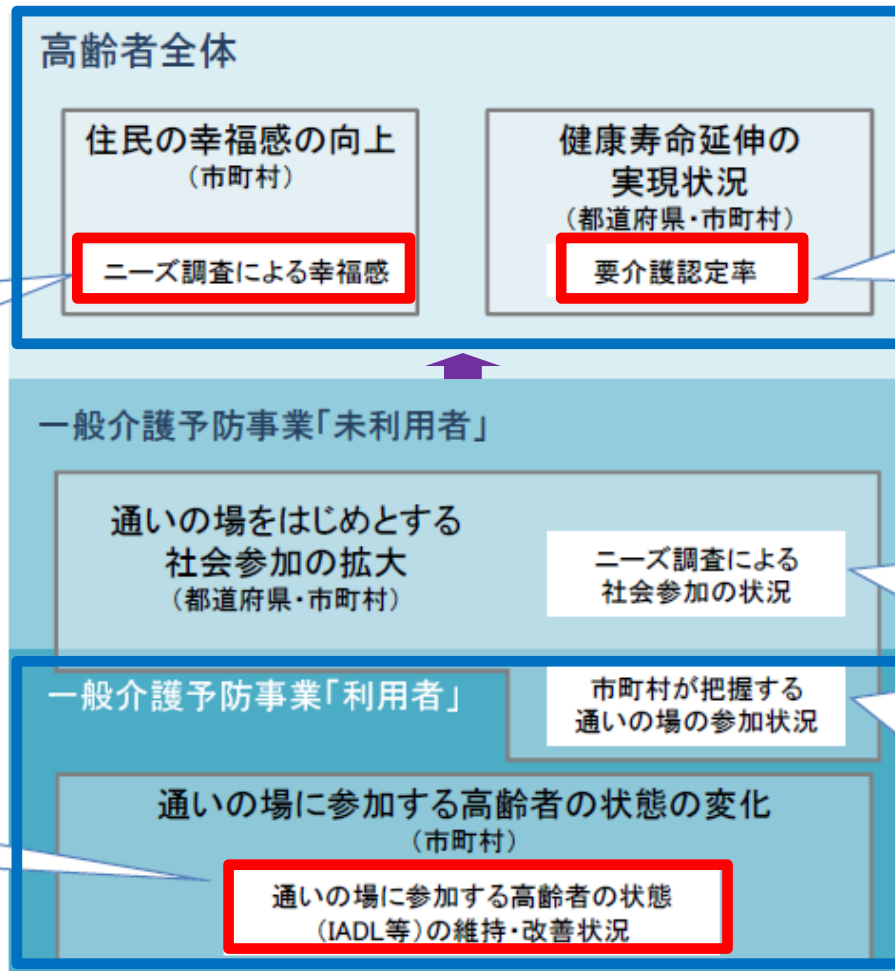 高齢者全体
住民の幸福感の向上
（市町村）
ニーズ調査による幸福感
健康寿命延伸の
実現状況
（都道府県・市町村）
要介護認定率
一般介護予防事業「未利用者」
通いの場をはじめとする
社会参加の拡大
（都道府県・市町村）
ニーズ調査による
社会参加の状況
一般介護予防事業「利用者」
市町村が把握する
通いの場の参加状況
通いの場に参加する高齢者の状態の変化
（市町村）
通いの場に参加する高齢者の状態
（IADL等）の維持・改善状況